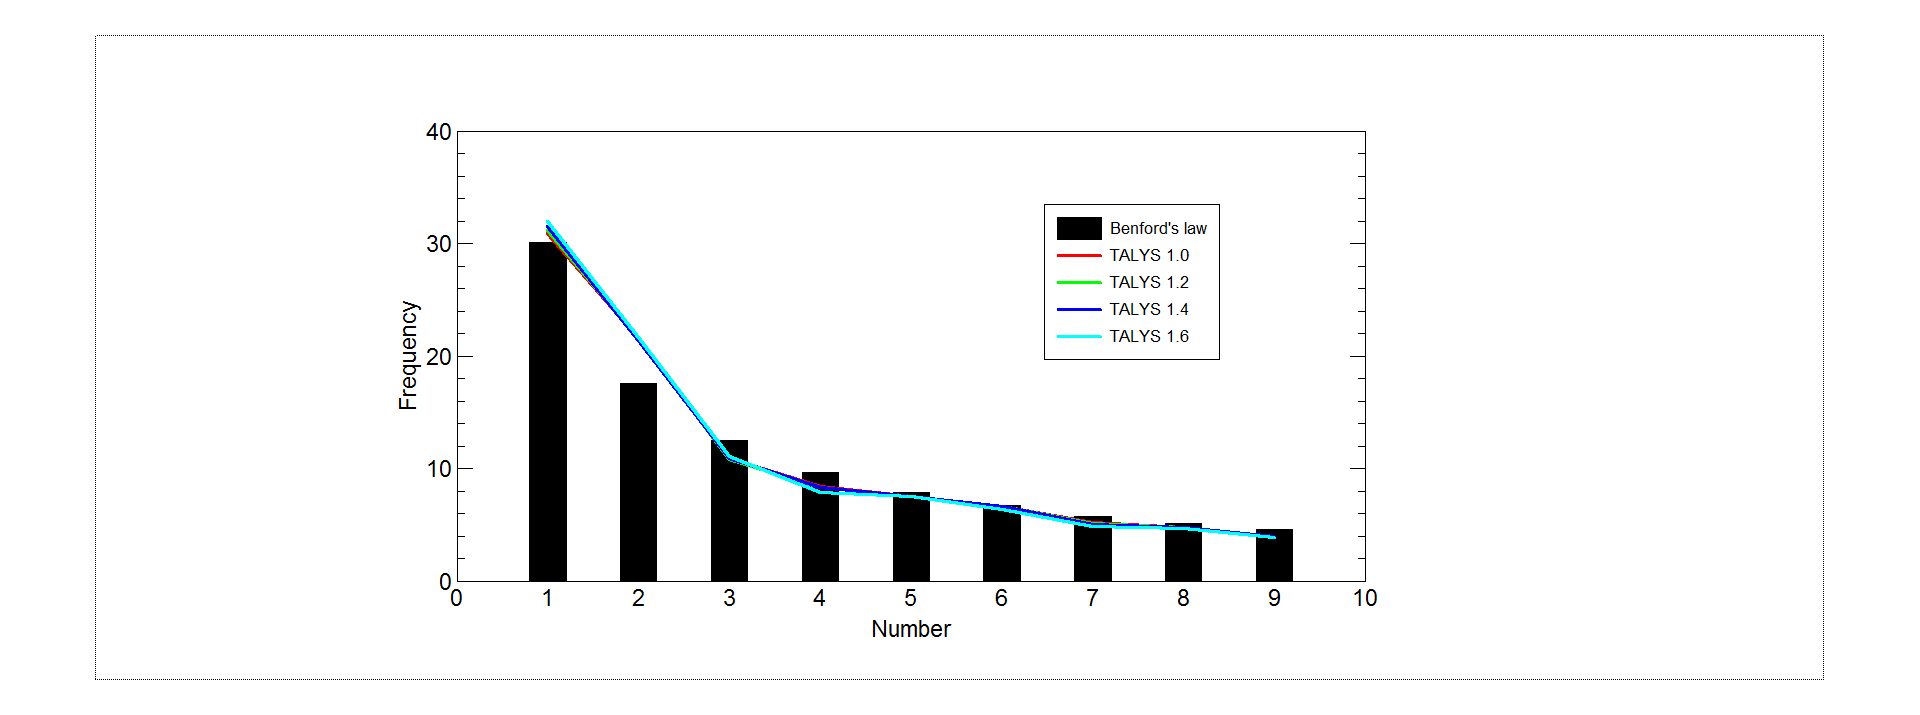 40
30
20
10
0
Frequency
0 1 2 3 4 5 6 7 8 9 10
Number
Benford's law
TALYS 1.0
TALYS 1.2
TALYS 1.4
TALYS 1.6